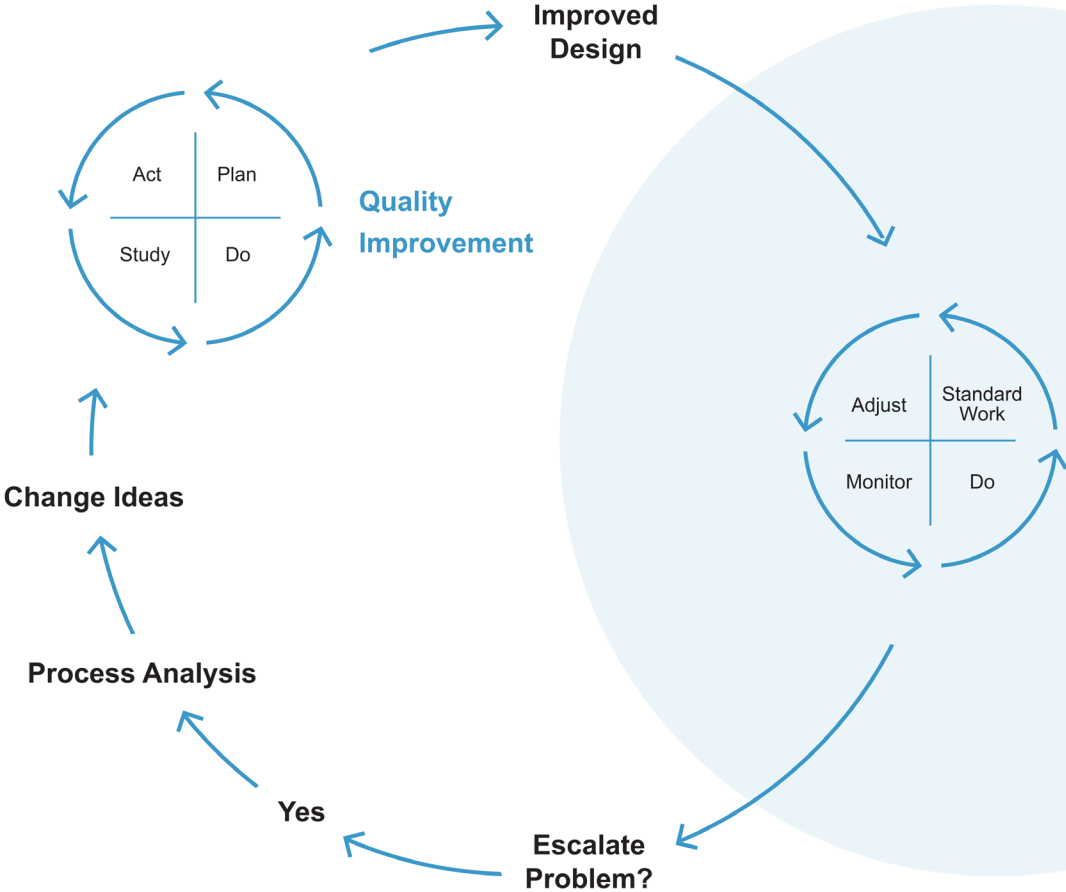 Improved
Design
Act
Plan
Study
Do
Quality
Improvement
Adjust
Standard
Work
Monitor
Do
Change Ideas
Process Analysis
Yes
Escalate
Problem?